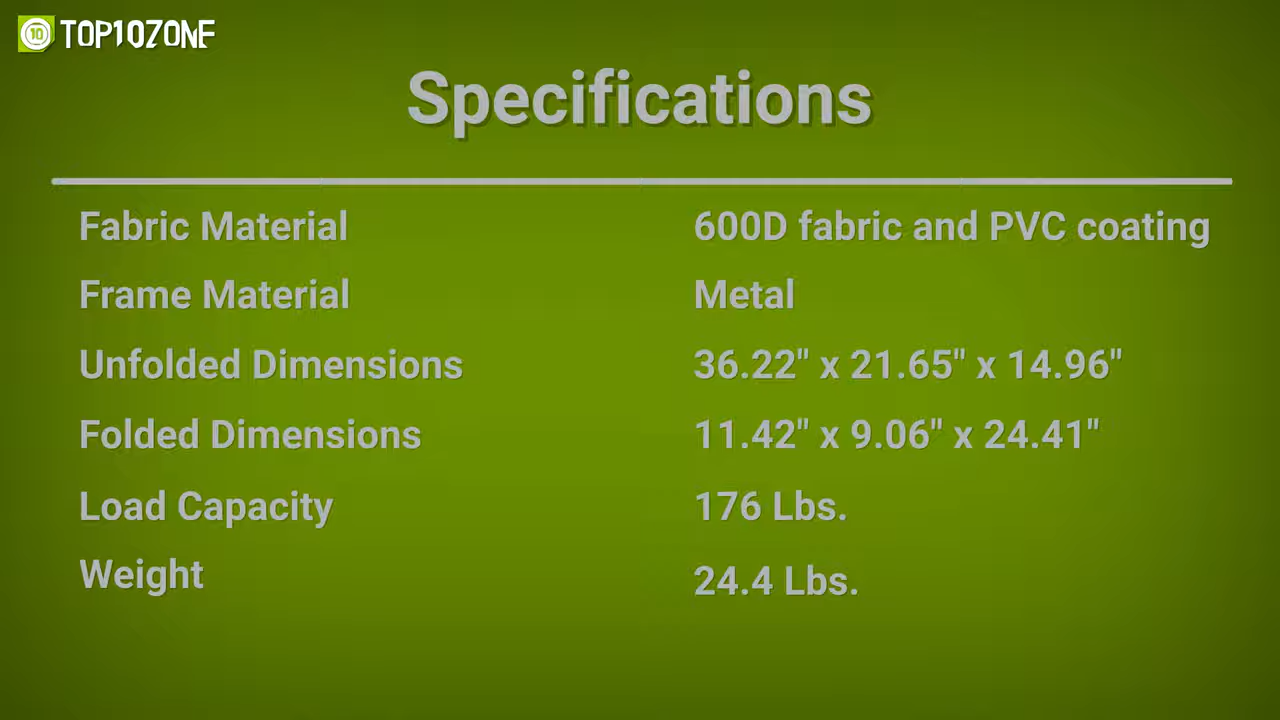 TOP10ZONE
Specifications
Fabric Material 600D fabric and PVC coating
Frame Material Metal
Unfolded Dimensions 36.22" x 21.65" x 14.96"
Folded Dimensions 11.42" x 9.06" x 24.41"
Load Capacity 176 Lbs.
Weight 24.4 Lbs.